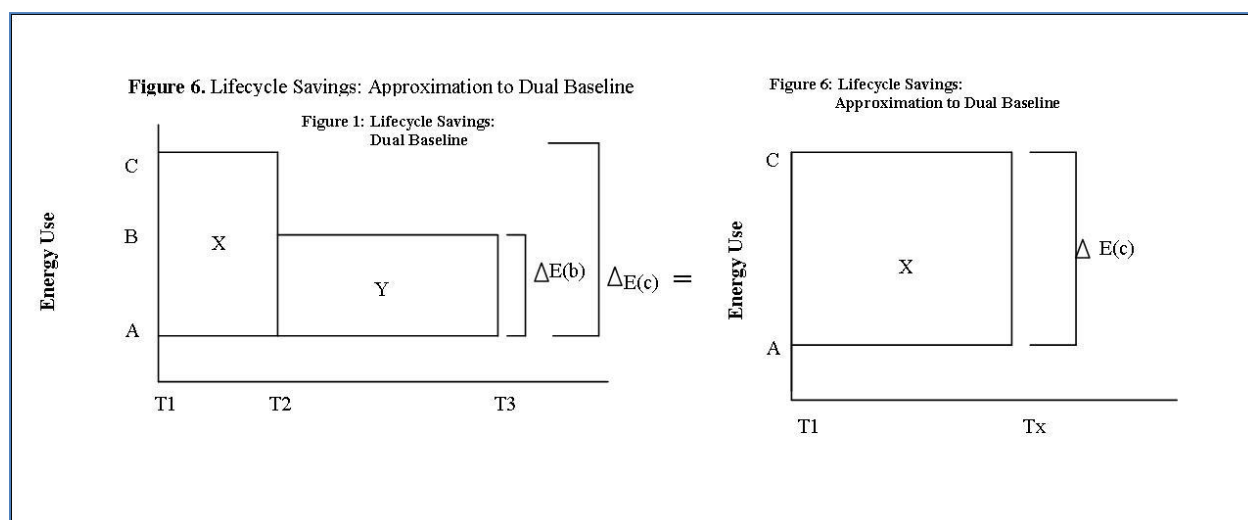 Figure 6. Lifecycle Savings: Approximation to Dual Baseline
Figure 1: Lifecycle Savings:
Dual Baseline
Energy Use
C
B
A
X
Y
ΔE(b)
ΔE(c) =
T1 T2 T3
Figure 6: Lifecycle Savings:
Approximation to Dual Baseline
Energy Use
C
A
X
Δ E(c)
T1 Tx